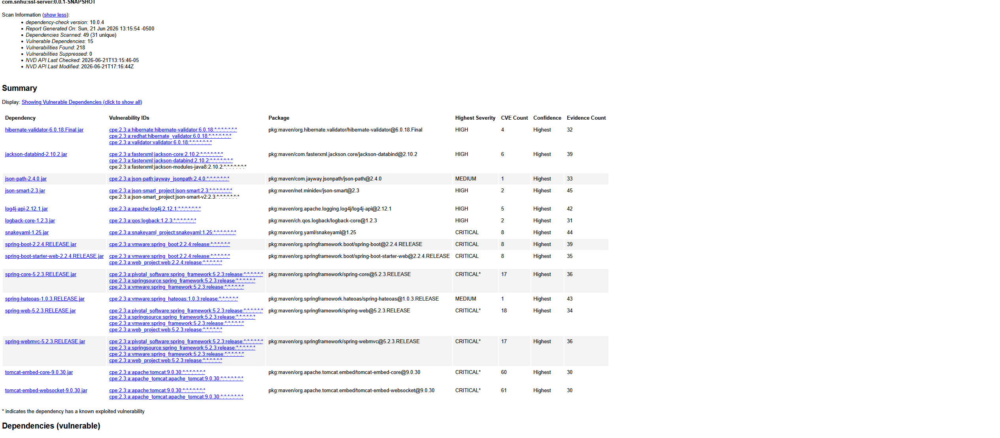 com.snhu:ssl-server:0.0.1-SNAPSHOT
Scan Information (show less):
• dependency-check version: 10.0.4
• Report Generated On: Sun, 21 Jun 2026 13:15:54 -0500
• Dependencies Scanned: 49 (31 unique)
• Vulnerable Dependencies: 15
• Vulnerabilities Found: 218
• Vulnerabilities Suppressed: 0
• NVD API Last Checked: 2026-06-21T13:15:46-05
• NVD API Last Modified: 2026-06-21T17:16:44Z
Summary
Display: Showing Vulnerable Dependencies (click to show all)
Dependency Vulnerability IDs Package Highest Severity CVE Count Confidence Evidence Count
hibernate-validator-6.0.18.Final.jar cpe:2.3:a:hibernate:hibernate-validator:6.0.18:*:*:*:*:*:*:* pkg:maven/org.hibernate.validator/hibernate-validator@6.0.18.Final HIGH 4 Highest 32
cpe:2.3:a:redhat:hibernate_validator:6.0.18:*:*:*:*:*:*:*
cpe:2.3:a:validator:validator:6.0.18:*:*:*:*:*:*:*
jackson-databind-2.10.2.jar cpe:2.3:a:fasterxml:jackson-core:2.10.2:*:*:*:*:*:*:* pkg:maven/com.fasterxml.jackson.core/jackson-databind@2.10.2 HIGH 6 Highest 39
cpe:2.3:a:fasterxml:jackson-databind:2.10.2:*:*:*:*:*:*:*
cpe:2.3:a:fasterxml:jackson-modules-java8:2.10.2:*:*:*:*:*:*:*
json-path-2.4.0.jar cpe:2.3:a:json-path:jayway_jsonpath:2.4.0:*:*:*:*:*:*:* pkg:maven/com.jayway.jsonpath/json-path@2.4.0 MEDIUM 1 Highest 33
json-smart-2.3.jar cpe:2.3:a:json-smart_project:json-smart:2.3:*:*:*:*:*:*:* pkg:maven/net.minidev/json-smart@2.3 HIGH 2 Highest 45
cpe:2.3:a:json-smart_project:json-smart-v2:2.3:*:*:*:*:*:*:*
log4j-api-2.12.1.jar cpe:2.3:a:apache:log4j:2.12.1:*:*:*:*:*:*:* pkg:maven/org.apache.logging.log4j/log4j-api@2.12.1 HIGH 5 Highest 42
logback-core-1.2.3.jar cpe:2.3:a:qos:logback:1.2.3:*:*:*:*:*:*:* pkg:maven/ch.qos.logback/logback-core@1.2.3 HIGH 2 Highest 31
snakeyaml-1.25.jar cpe:2.3:a:snakeyaml_project:snakeyaml:1.25:*:*:*:*:*:*:* pkg:maven/org.yaml/snakeyaml@1.25 CRITICAL 8 Highest 44
spring-boot-2.2.4.RELEASE.jar cpe:2.3:a:vmware:spring_boot:2.2.4:release:*:*:*:*:*:* pkg:maven/org.springframework.boot/spring-boot@2.2.4.RELEASE CRITICAL 8 Highest 39
spring-boot-starter-web-2.2.4.RELEASE.jar cpe:2.3:a:vmware:spring_boot:2.2.4:release:*:*:*:*:*:* pkg:maven/org.springframework.boot/spring-boot-starter-web@2.2.4.RELEASE CRITICAL 8 Highest 35
cpe:2.3:a:web_project:web:2.2.4:release:*:*:*:*:*:*
spring-core-5.2.3.RELEASE.jar cpe:2.3:a:pivotal_software:spring_framework:5.2.3:release:*:*:*:*:*:* pkg:maven/org.springframework/spring-core@5.2.3.RELEASE CRITICAL* 17 Highest 36
cpe:2.3:a:springsource:spring_framework:5.2.3:release:*:*:*:*:*:*
cpe:2.3:a:vmware:spring_framework:5.2.3:release:*:*:*:*:*:*
spring-hateoas-1.0.3.RELEASE.jar cpe:2.3:a:vmware:spring_hateoas:1.0.3:release:*:*:*:*:*:* pkg:maven/org.springframework.hateoas/spring-hateoas@1.0.3.RELEASE MEDIUM 1 Highest 43
spring-web-5.2.3.RELEASE.jar cpe:2.3:a:pivotal_software:spring_framework:5.2.3:release:*:*:*:*:*:* pkg:maven/org.springframework/spring-web@5.2.3.RELEASE CRITICAL* 18 Highest 34
cpe:2.3:a:springsource:spring_framework:5.2.3:release:*:*:*:*:*:*
cpe:2.3:a:vmware:spring_framework:5.2.3:release:*:*:*:*:*:*
cpe:2.3:a:web_project:web:5.2.3:release:*:*:*:*:*:*
spring-webmvc-5.2.3.RELEASE.jar cpe:2.3:a:pivotal_software:spring_framework:5.2.3:release:*:*:*:*:*:* pkg:maven/org.springframework/spring-webmvc@5.2.3.RELEASE CRITICAL* 17 Highest 36
cpe:2.3:a:springsource:spring_framework:5.2.3:release:*:*:*:*:*:*
cpe:2.3:a:vmware:spring_framework:5.2.3:release:*:*:*:*:*:*
cpe:2.3:a:web_project:web:5.2.3:release:*:*:*:*:*:*
tomcat-embed-core-9.0.30.jar cpe:2.3:a:apache:tomcat:9.0.30:*:*:*:*:*:*:* pkg:maven/org.apache.tomcat.embed/tomcat-embed-core@9.0.30 CRITICAL* 60 Highest 30
cpe:2.3:a:apache_tomcat:apache_tomcat:9.0.30:*:*:*:*:*:*:*
tomcat-embed-websocket-9.0.30.jar cpe:2.3:a:apache:tomcat:9.0.30:*:*:*:*:*:*:* pkg:maven/org.apache.tomcat.embed/tomcat-embed-websocket@9.0.30 CRITICAL* 61 Highest 30
cpe:2.3:a:apache_tomcat:apache_tomcat:9.0.30:*:*:*:*:*:*:*
* indicates the dependency has a known exploited vulnerability
Dependencies (vulnerable)